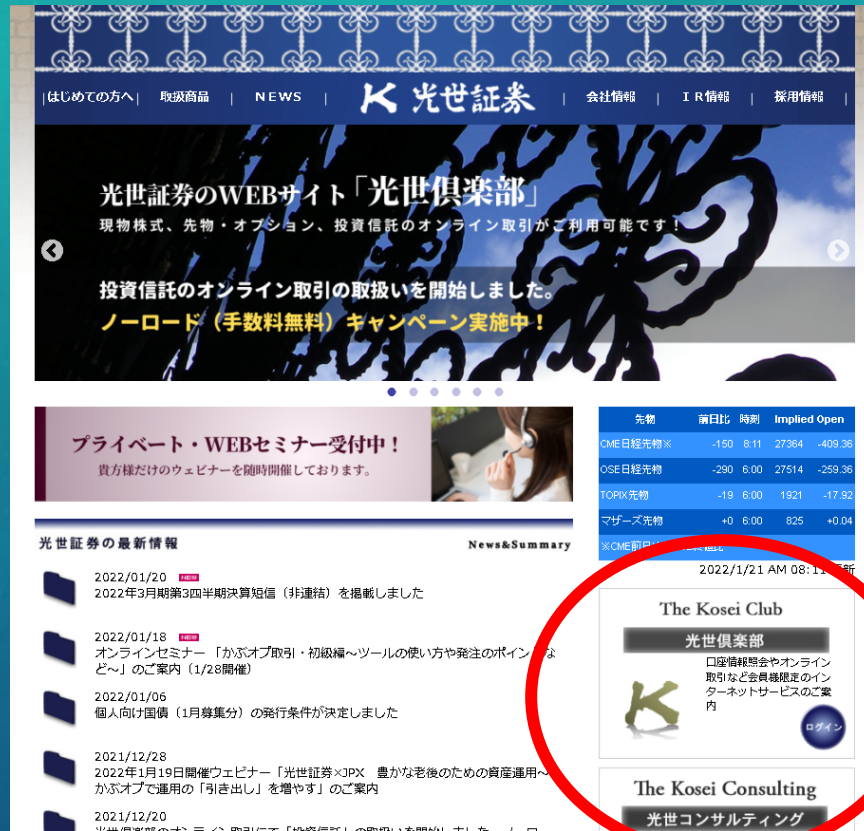 はじめての方へ | 取扱商品 | NEWS | K 光世証券 | 会社情報 | ＩＲ情報 | 採用情報 |
光世証券のWEBサイト「光世倶楽部」
現物株式、先物・オプション、投資信託のオンライン取引がご利用可能です！
投資信託のオンライン取引の取扱いを開始しました。
ノーロード（手数料無料）キャンペーン実施中！
プライベート・WEBセミナー受付中！
貴方様だけのウェビナーを随時開催しております。
先物 前日比 時刻 Implied Open
CME日経先物※ -150 8:11 27364 -409.36
OSE日経先物 -290 6:00 27514 -259.36
TOPIX先物 -19 6:00 1921 -17.92
マザーズ先物 +0 6:00 825 +0.04
※CME前日
2022/1/21 AM 08:11
光世証券の最新情報 News&Summary
2022/01/20 NEW
2022年3月期第3四半期決算短信（非連結）を掲載しました
2022/01/18 NEW
オンラインセミナー 「かぶオプ取引・初級編～ツールの使い方や発注のポイン
ど～」のご案内（1/28開催）
2022/01/06
個人向け国債（1月募集分）の発行条件が決定しました
2021/12/28
2022年1月19日開催ウェビナー「光世証券×JPX　豊かな老後のための資産運用～
かぶオプで運用の「引き出し」を増やす」のご案内
2021/12/20
The Kosei Club
光世倶楽部
口座情報照会やオンライン
取引など会員様限定のイン
ターネットサービスのご案
内
ログイン
The Kosei Consulting
光世コンサルティング